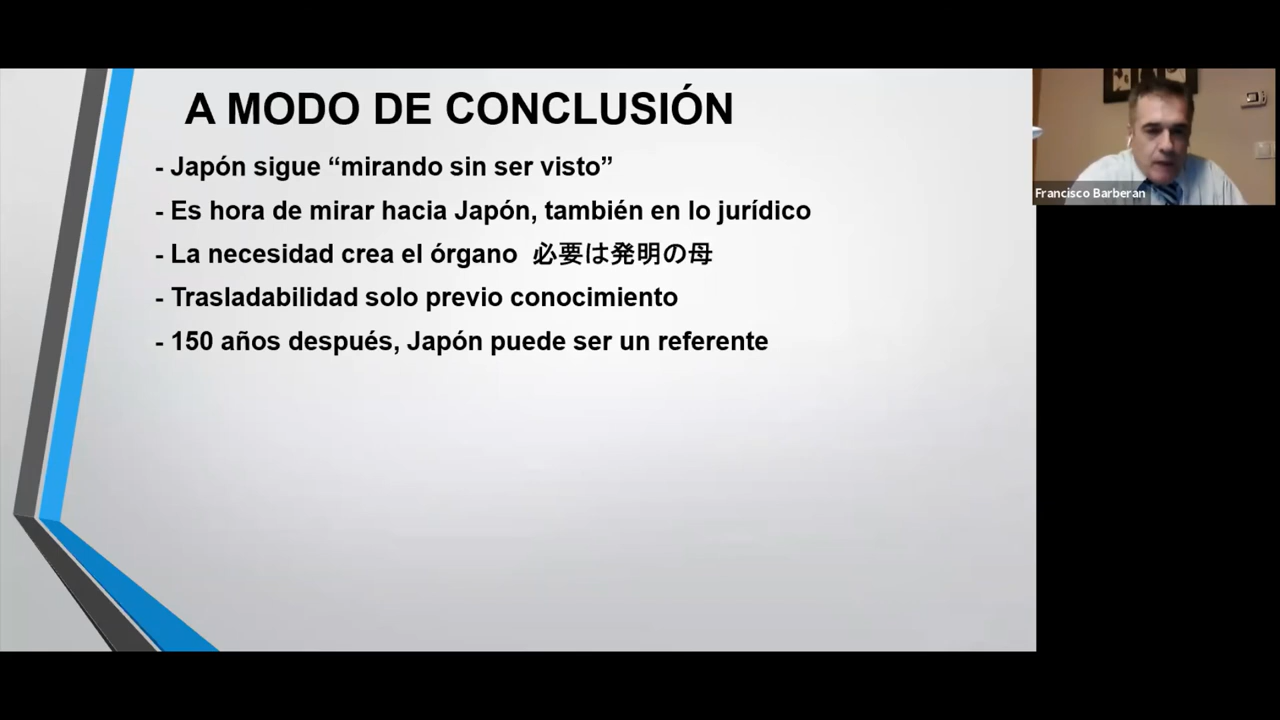 A MODO DE CONCLUSIÓN
- Japón sigue “mirando sin ser visto”
- Es hora de mirar hacia Japón, también en lo jurídico
- La necesidad crea el órgano 必要は発明の母
- Trasladabilidad solo previo conocimiento
- 150 años después, Japón puede ser un referente
Francisco Barberan